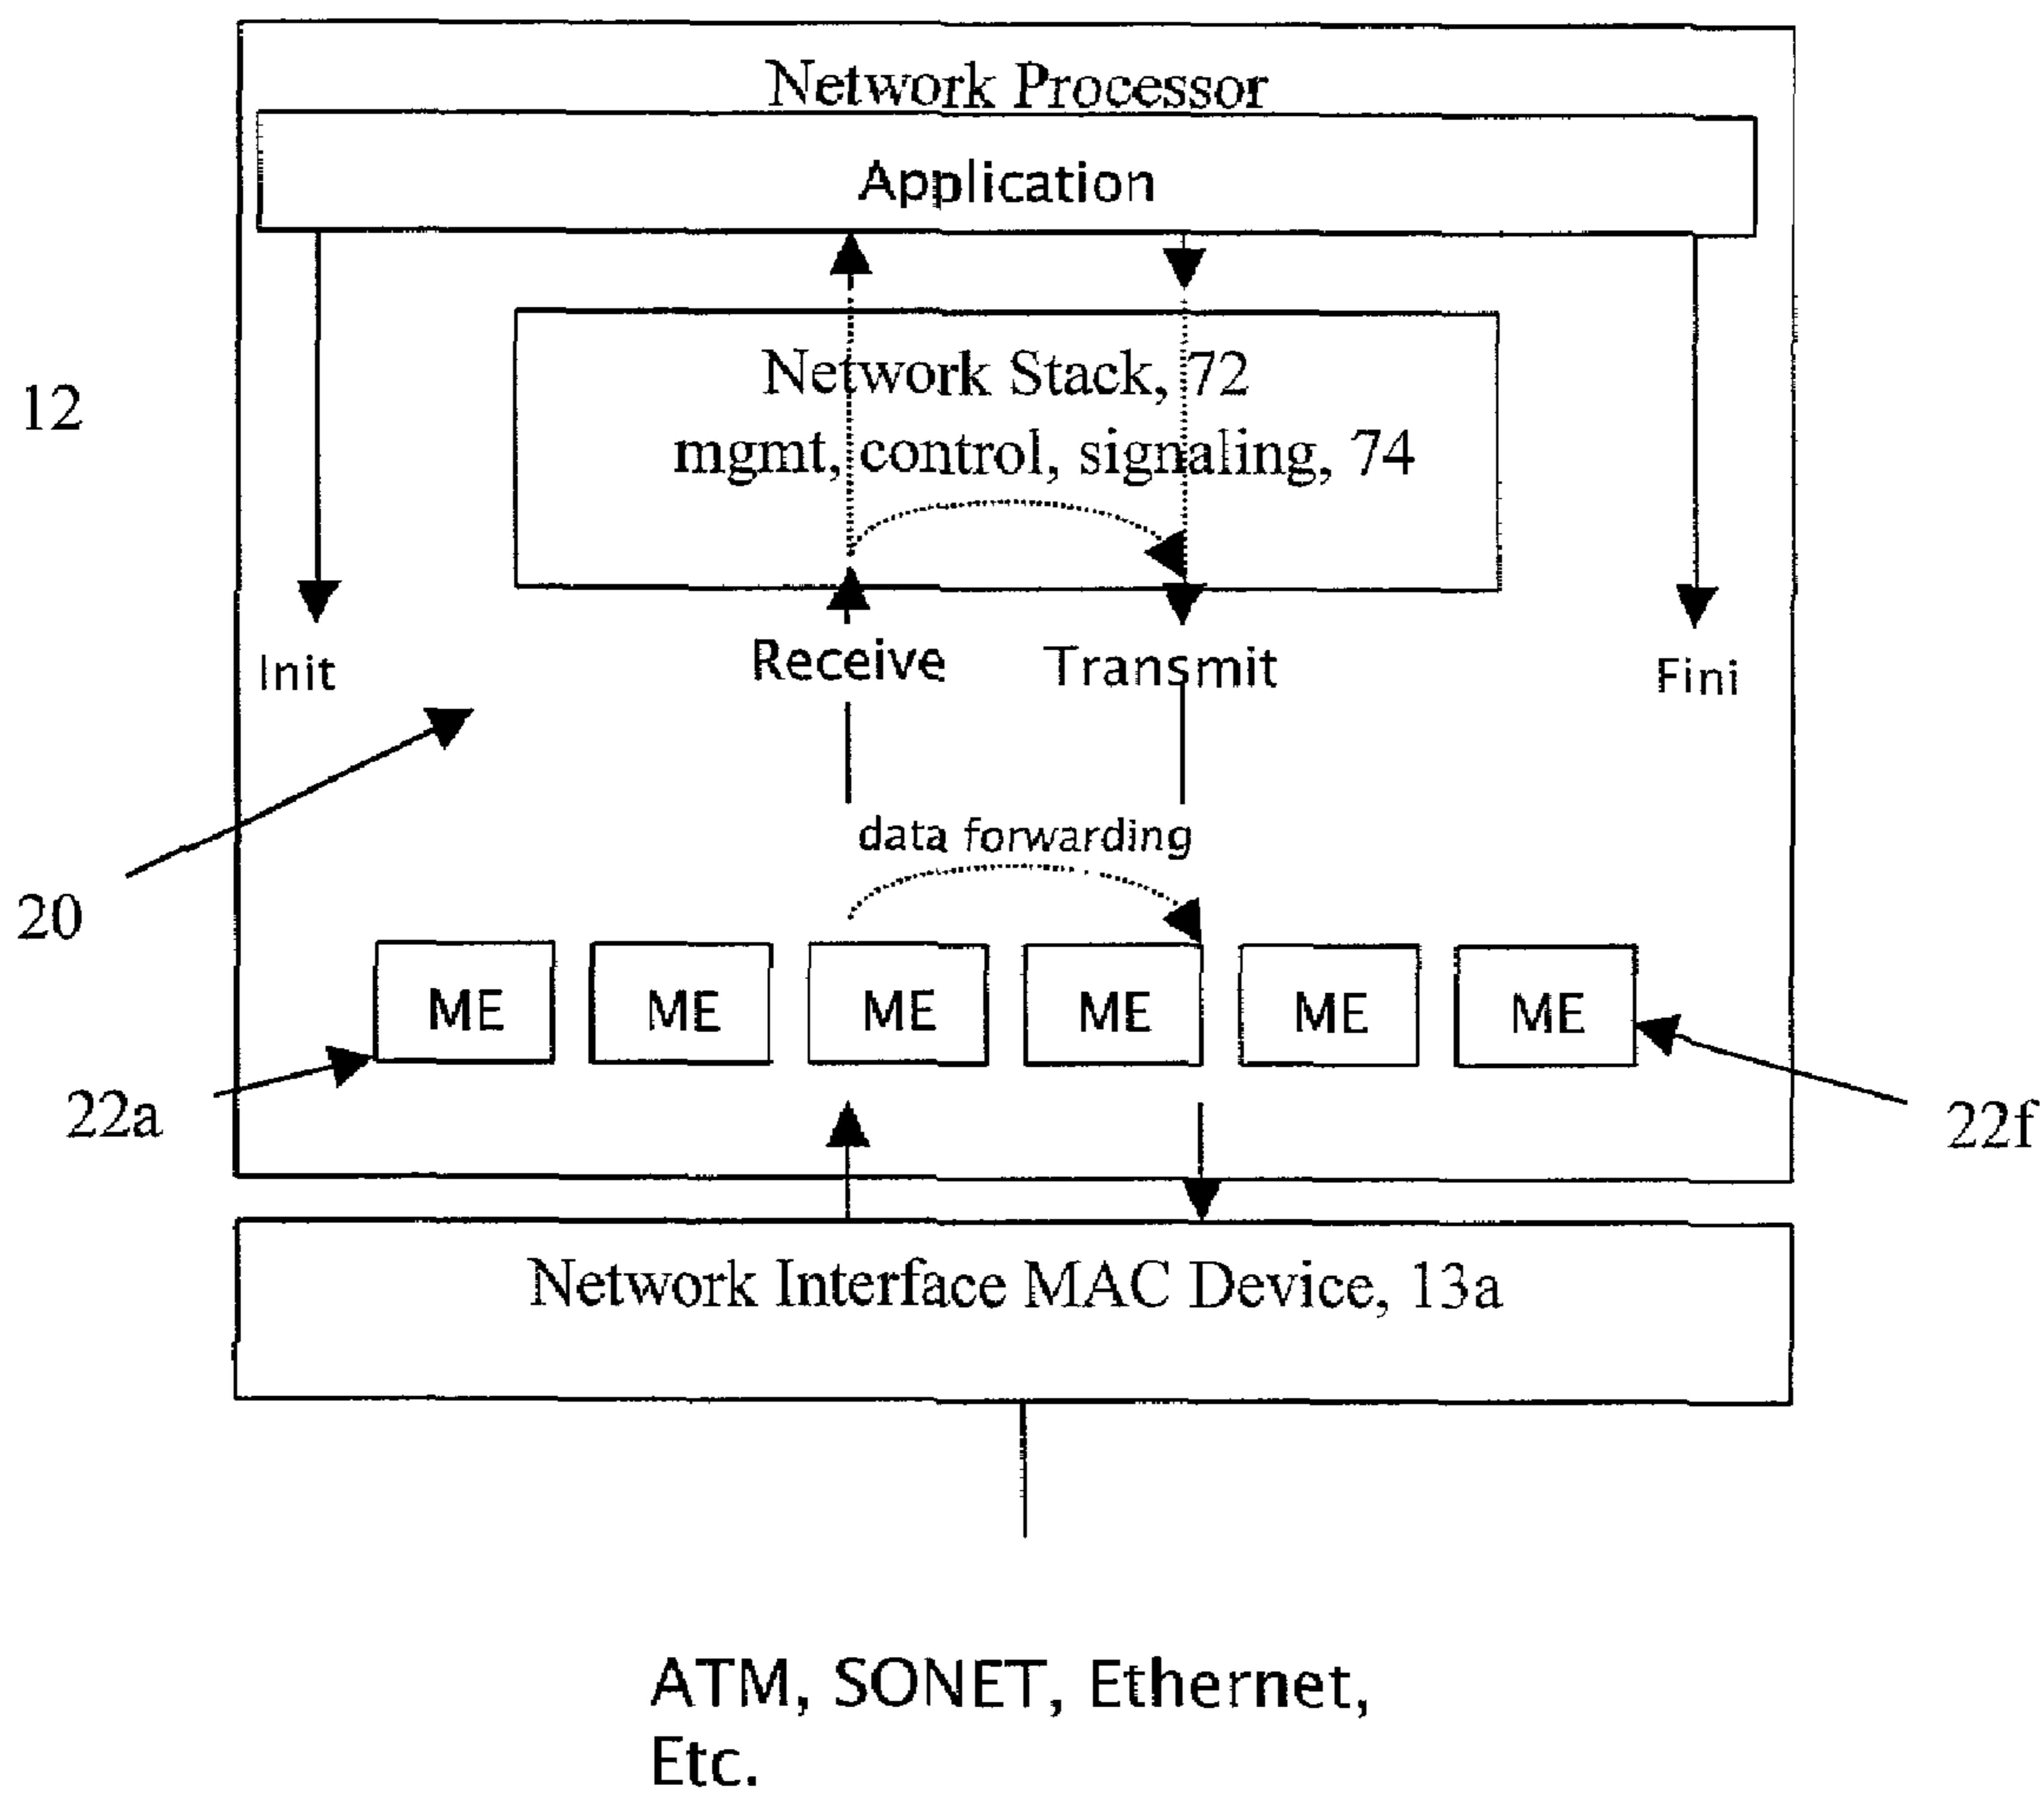 Network Processor
Application
Network Stack, 72
12
mgmt, control, signaling, 74
Init
Receive
Transmit
Fini
data forwarding
20
ME
ME
ME
ME
ME
ME
22a
22f
Network Interface MAC Device, 13a
ATM, SONET, Ethernet,
Etc.